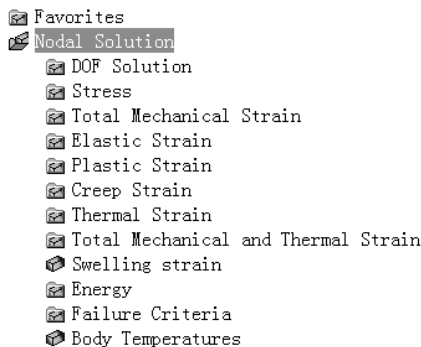 Favorites
Nodal Solution
DOF Solution
Stress
Total Mechanical Strain
Elastic Strain
Plastic Strain
Creep Strain
Thermal Strain
Total Mechanical and Thermal Strain
Swelling strain
Energy
Failure Criteria
Body Temperatures